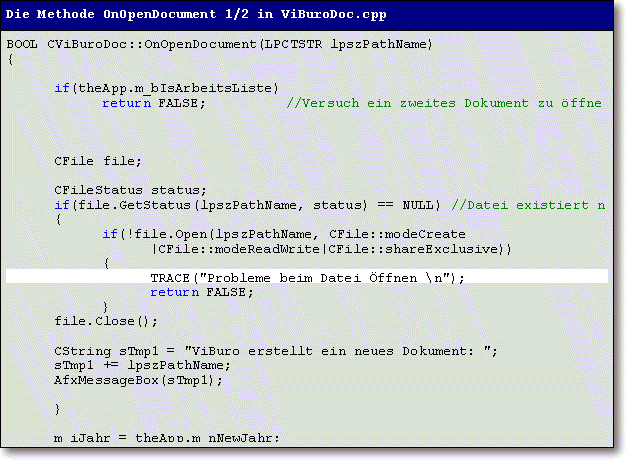 Die Methode OnOpenDocument 1/2 in ViBuroDoc.cpp
BOOL CViBuroDoc::OnOpenDocument(LPCTSTR lpszPathName)
{
if(theApp.m_bIsArbeitsListe)
return FALSE; //Versuch ein zweites Dokument zu öffne
CFile file;
CFileStatus status;
if(file.GetStatus(lpszPathName, status) == NULL) //Datei existiert n
{
if(!file.Open(lpszPathName, CFile::modeCreate
|CFile::modeReadWrite|CFile::shareExclusive))
{
TRACE("Probleme beim Datei Öffnen \n");
return FALSE;
}
file.Close();
CString sTmp1 = "ViBuro erstellt ein neues Dokument: ";
sTmp1 += lpszPathName;
AfxMessageBox(sTmp1);
}
m_iJahr = theApp.m_nNewJahr;